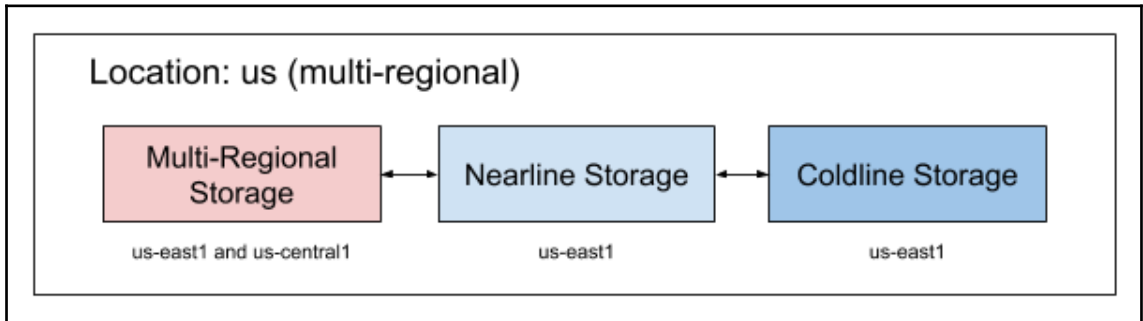 Location: us (multi-regional)
Multi-Regional
Storage
Nearline Storage
Coldline Storage
us-east1 and us-central1
us-east1
us-east1